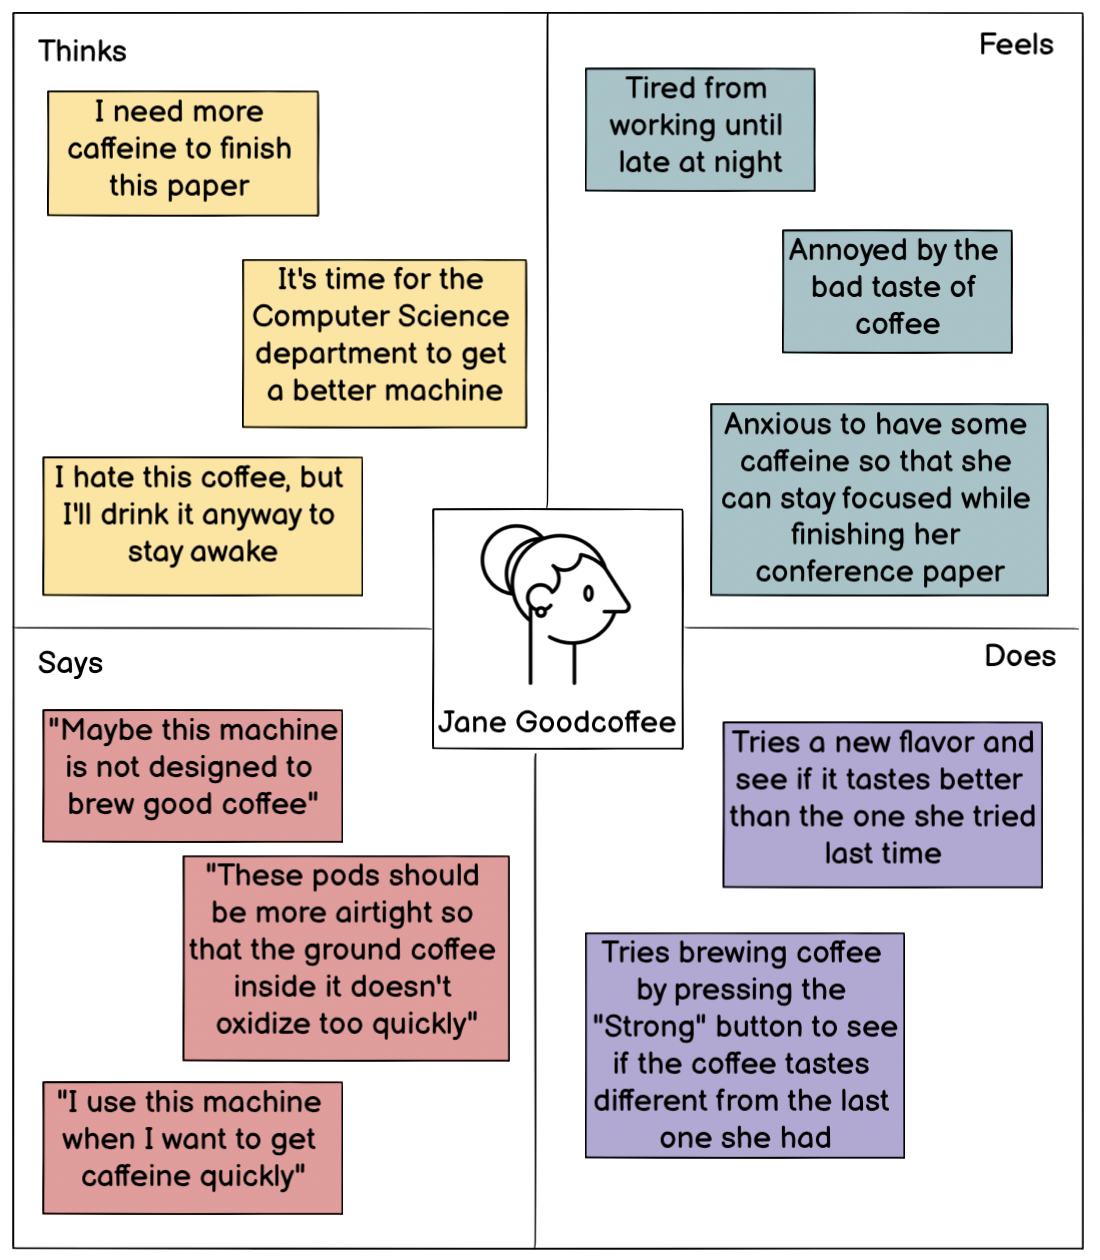 Thinks
I need more
caffeine to finish
this paper
It's time for the
Computer Science
department to get
a better machine
I hate this coffee, but
I'll drink it anyway to
stay awake
Feels
Tired from
working until
late at night
Annoyed by the
bad taste of
coffee
Anxious to have some
caffeine so that she
can stay focused while
finishing her
conference paper
Jane Goodcoffee
Says
"Maybe this machine
is not designed to
brew good coffee"
"These pods should
be more airtight so
that the ground coffee
inside it doesn't
oxidize too quickly"
"I use this machine
when I want to get
caffeine quickly"
Does
Tries a new flavor and
see if it tastes better
than the one she tried
last time
Tries brewing coffee
by pressing the
"Strong" button to see
if the coffee tastes
different from the last
one she had